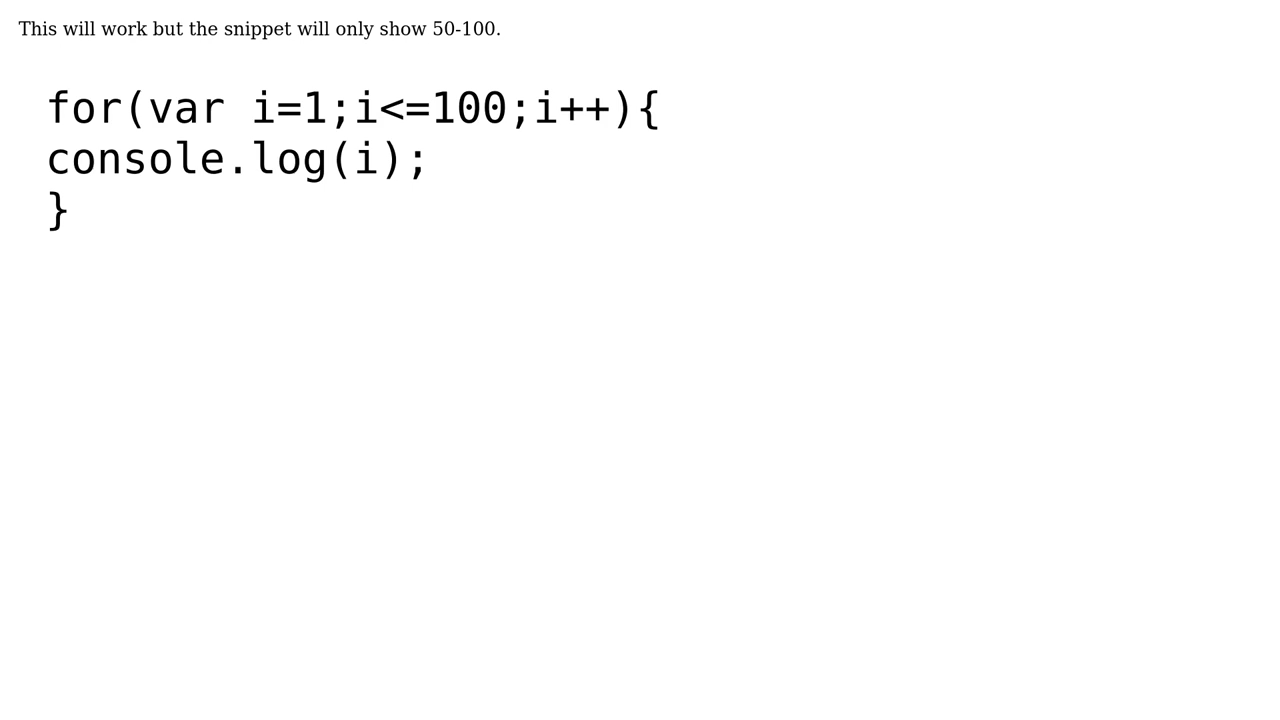 This will work but the snippet will only show 50-100.
for(var i=1;i<=100;i++){
console.log(i);
}